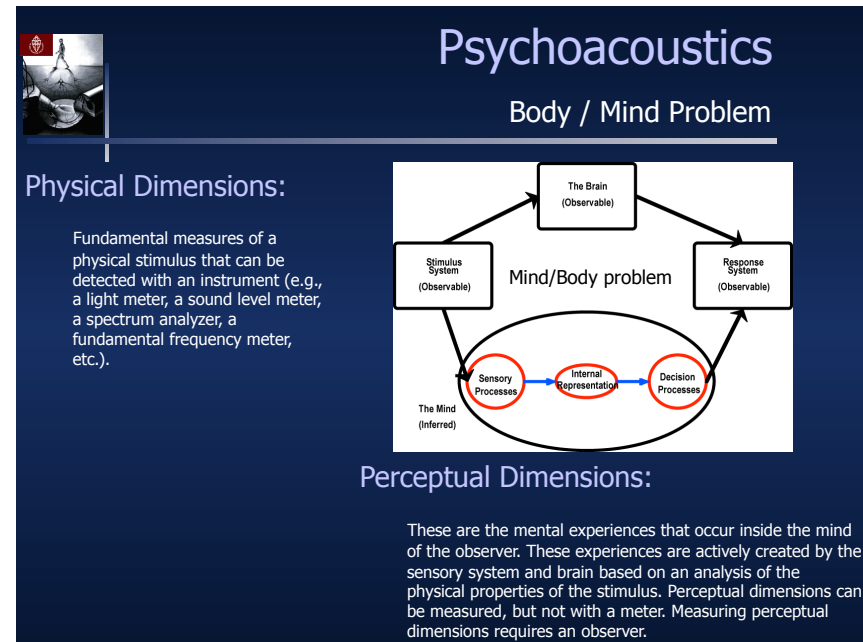 Psychoacoustics
Body / Mind Problem
Physical Dimensions:
Fundamental measures of a
physical stimulus that can be
detected with an instrument (e.g.,
a light meter, a sound level meter,
a spectrum analyzer, a
fundamental frequency meter,
etc.).
The Brain
(Observable)
Stimulus
System
(Observable)
Mind/Body problem
Response
System
(Observable)
Sensory
Processes
Internal
Representation
Decision
Processes
The Mind
(Inferred)
Perceptual Dimensions:
These are the mental experiences that occur inside the mind
of the observer. These experiences are actively created by the
sensory system and brain based on an analysis of the
physical properties of the stimulus. Perceptual dimensions can
be measured, but not with a meter. Measuring perceptual
dimensions requires an observer.